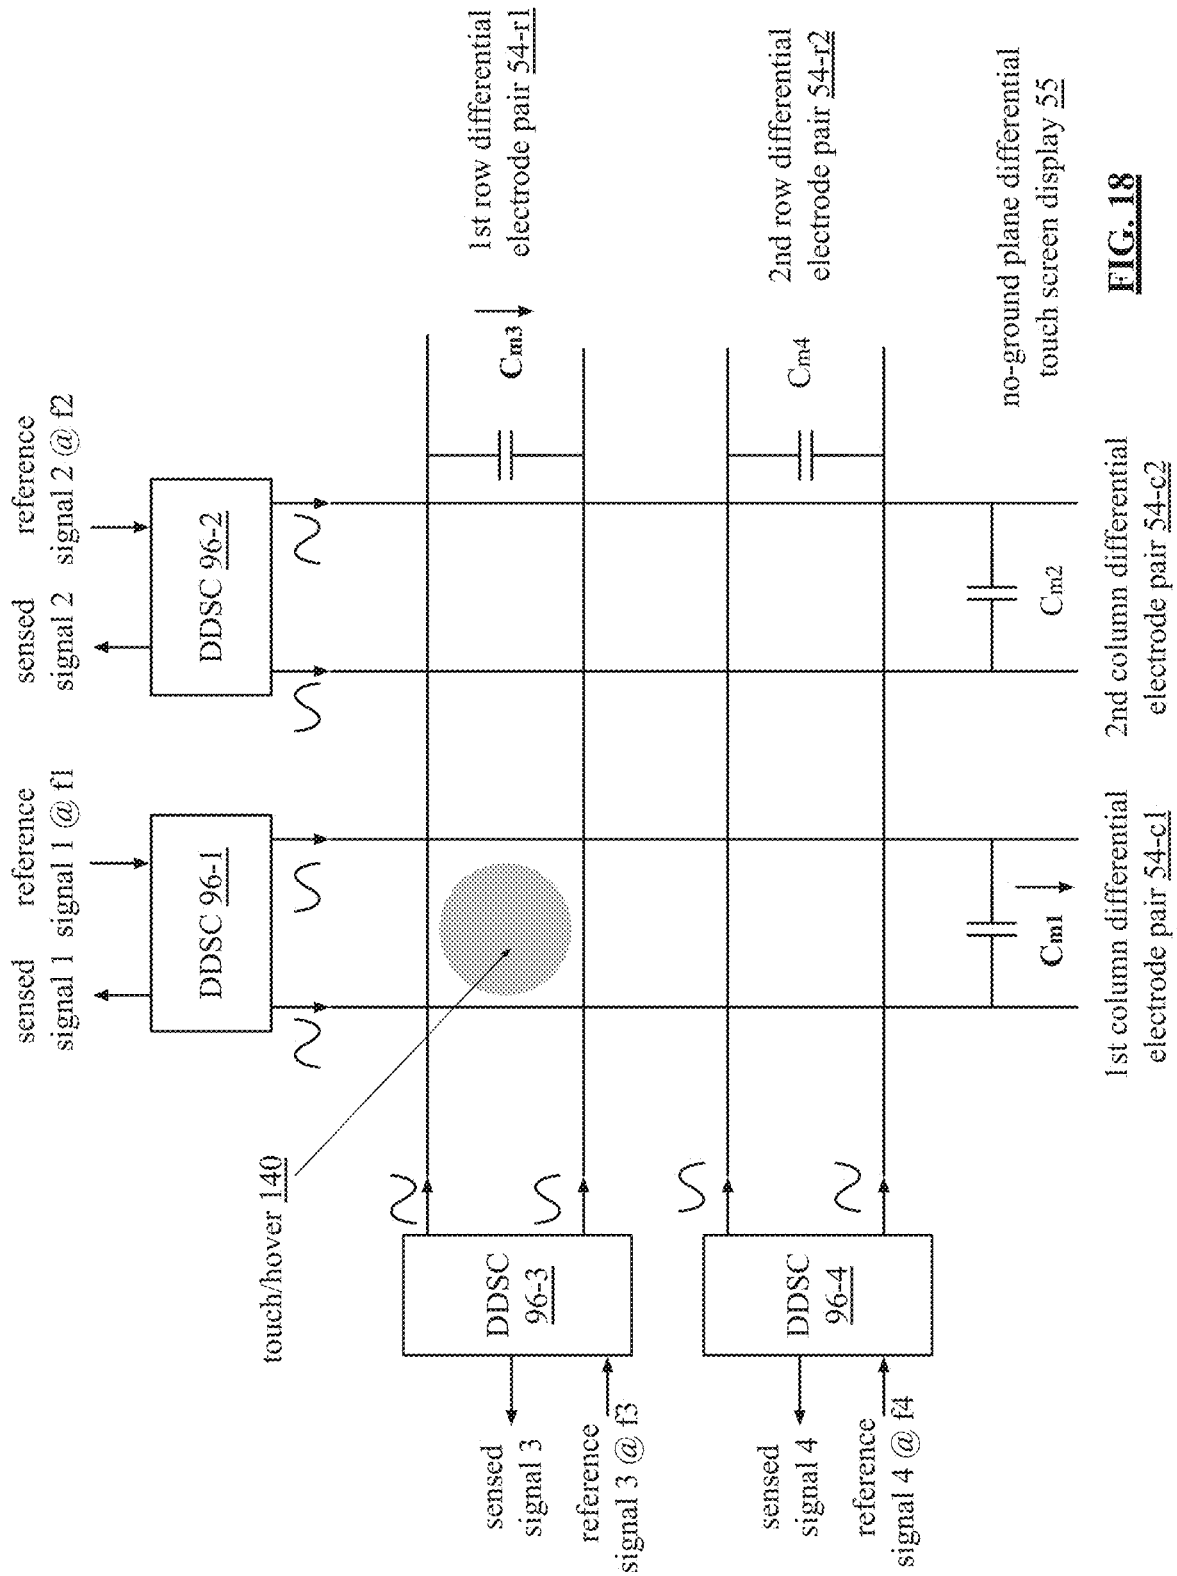 sensed
signal 1
reference
signal 1 @ f1
sensed
signal 2
reference
signal 2 @ f2
DDSC 96-1
DDSC 96-2
touch/hover 140
DDSC
96-3
sensed
signal 3
reference
signal 3 @ f3
Cm3
1st row differential
electrode pair 54-r1
DDSC
96-4
sensed
signal 4
reference
signal 4 @ f4
Cm4
2nd row differential
electrode pair 54-r2
Cm1
Cm2
1st column differential
electrode pair 54-c1
2nd column differential
electrode pair 54-c2
no-ground plane differential
touch screen display 55
FIG. 18